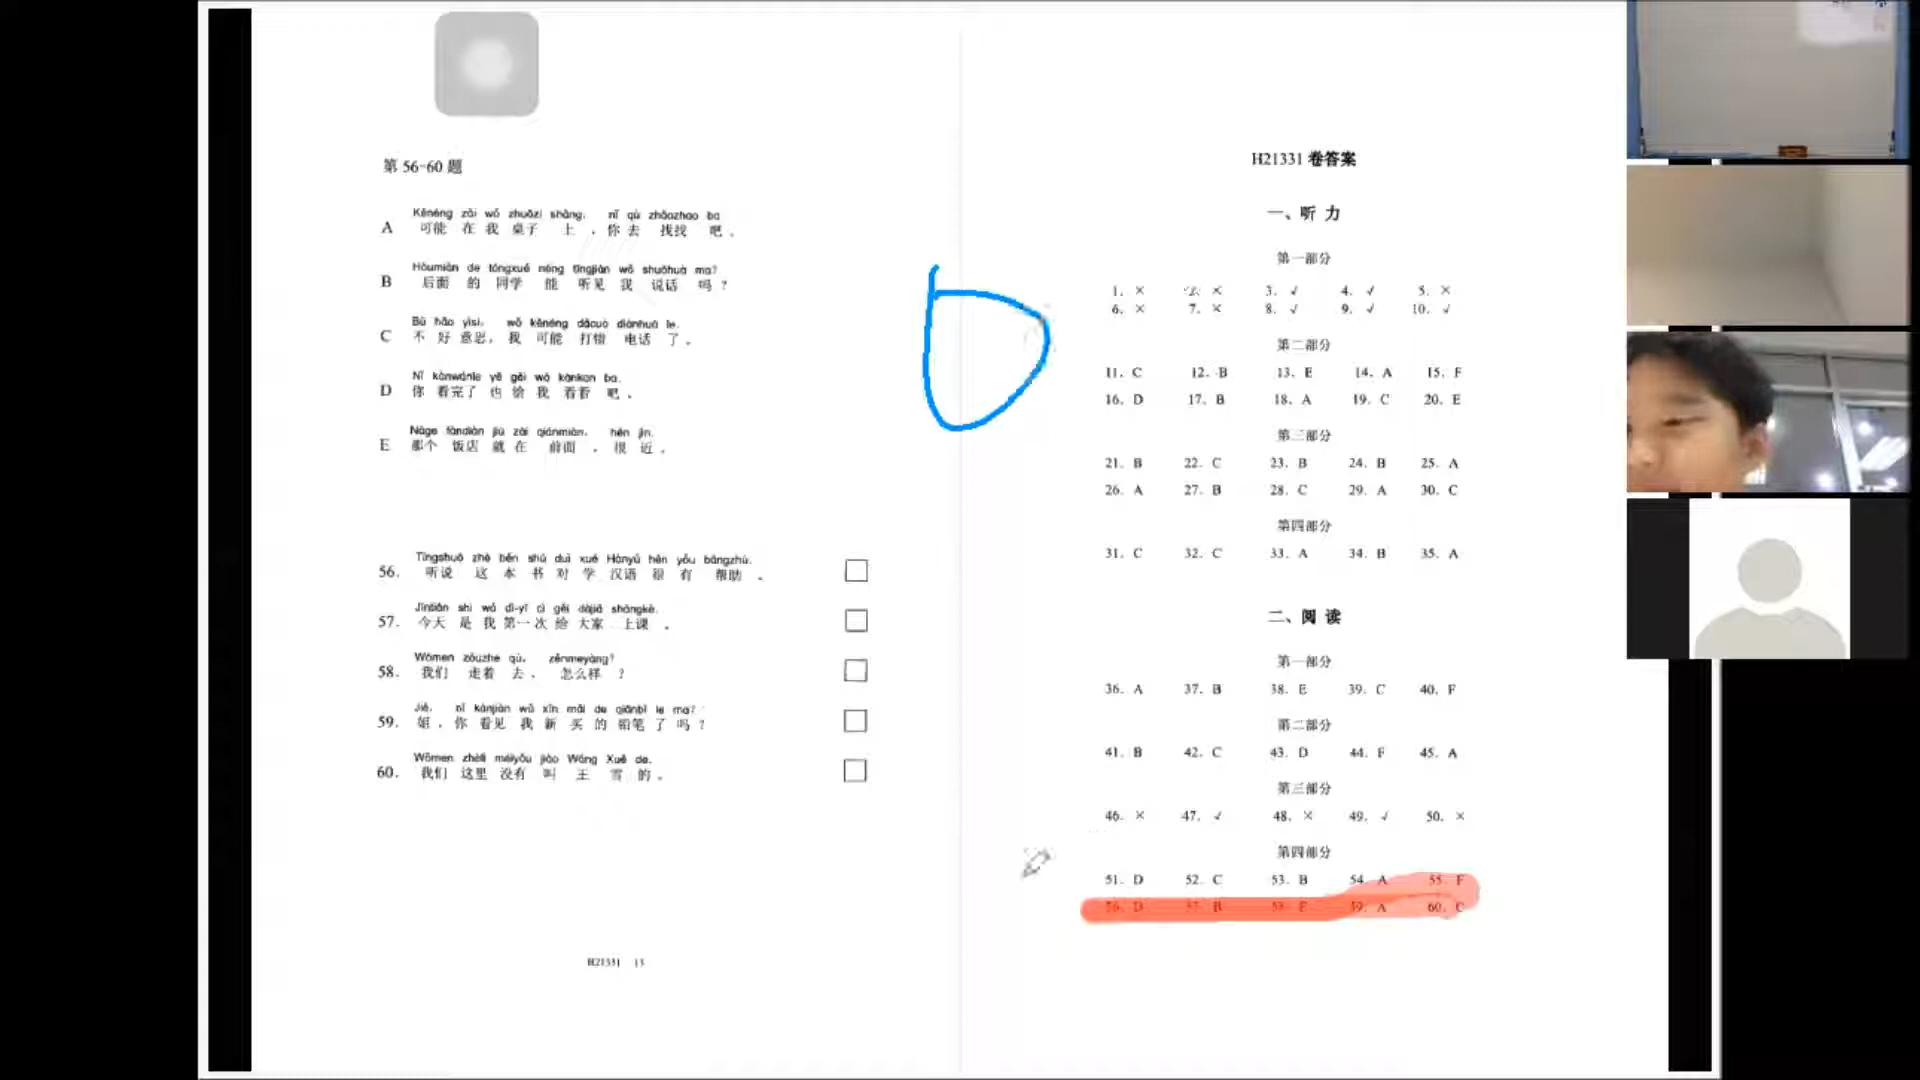 第 56-60 题
Kěnéng zài wǒ zhuōzi shàng, nǐ qù zhǎozhao ba
A 可能 在 我 桌子 上 ,你 去 找找 吧 。
Hòumiàn de tóngxué néng tīngjiàn wǒ shuōhuà ma?
B 后面 的 同学 能 听见 我 说话 吗 ?
Bù hǎo yìsi, wǒ kěnéng dǎcuò diànhuà le.
C 不 好 意思, 我 可能 打错 电话 了 。
Nǐ kànwánle yě gěi wǒ kànkan ba.
D 你 看完了 也 给 我 看看 吧 。
Nàge fàndiàn jiù zài qiánmiàn, hěn jìn.
E 那个 饭店 就 在 前面 , 很 近 。
Tīngshuō zhè běn shū duì xué Hànyǔ hěn yǒu bāngzhù.
56. 听说 这 本 书 对 学 汉语 很 有 帮助 。
Jīntiān shì wǒ dì-yī cì gěi dàjiā shàngkè.
57. 今天 是 我 第一 次 给 大家 上课 。
Wǒmen zǒuzhe qù, zěnmeyàng?
58. 我们 走着 去 , 怎么样 ?
Jiě, nǐ kànjiàn wǒ xīn mǎi de qiānbǐ le ma?
59. 姐 , 你 看见 我 新 买 的 铅笔 了 吗 ?
Wǒmen zhèlǐ méiyǒu jiào Wáng Xuě de.
60. 我们 这里 没有 叫 王 雪 的 。
H21331 13
D
H21331 卷答案
一、听 力
第一部分
1. × 2. × 3. √ 4. √ 5. ×
6. × 7. × 8. √ 9. √ 10. √
第二部分
11. C 12. B 13. E 14. A 15. F
16. D 17. B 18. A 19. C 20. E
第三部分
21. B 22. C 23. B 24. B 25. A
26. A 27. B 28. C 29. A 30. C
第四部分
31. C 32. C 33. A 34. B 35. A
二、阅 读
第一部分
36. A 37. B 38. E 39. C 40. F
第二部分
41. B 42. C 43. D 44. F 45. A
第三部分
46. × 47. √ 48. × 49. √ 50. ×
第四部分
51. D 52. C 53. B 54. A 55. F
56. D 57. B 58. E 59. A 60. C